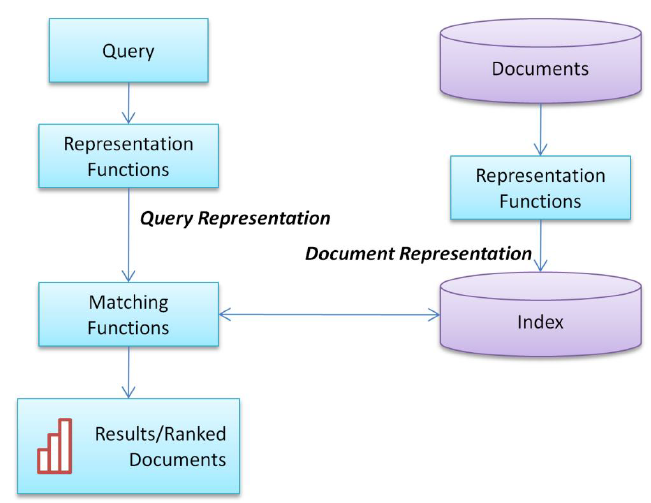 Query
Documents
Representation
Functions
Representation
Functions
Query Representation
Document Representation
Matching
Functions
Index
Results/Ranked
Documents